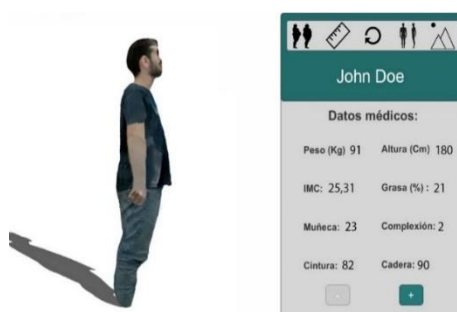 John Doe
Datos médicos:
Peso (Kg) 91 Altura (Cm) 180
IMC: 25,31 Grasa (%) : 21
Muñeca: 23 Complexión: 2
Cintura: 82 Cadera: 90
- +